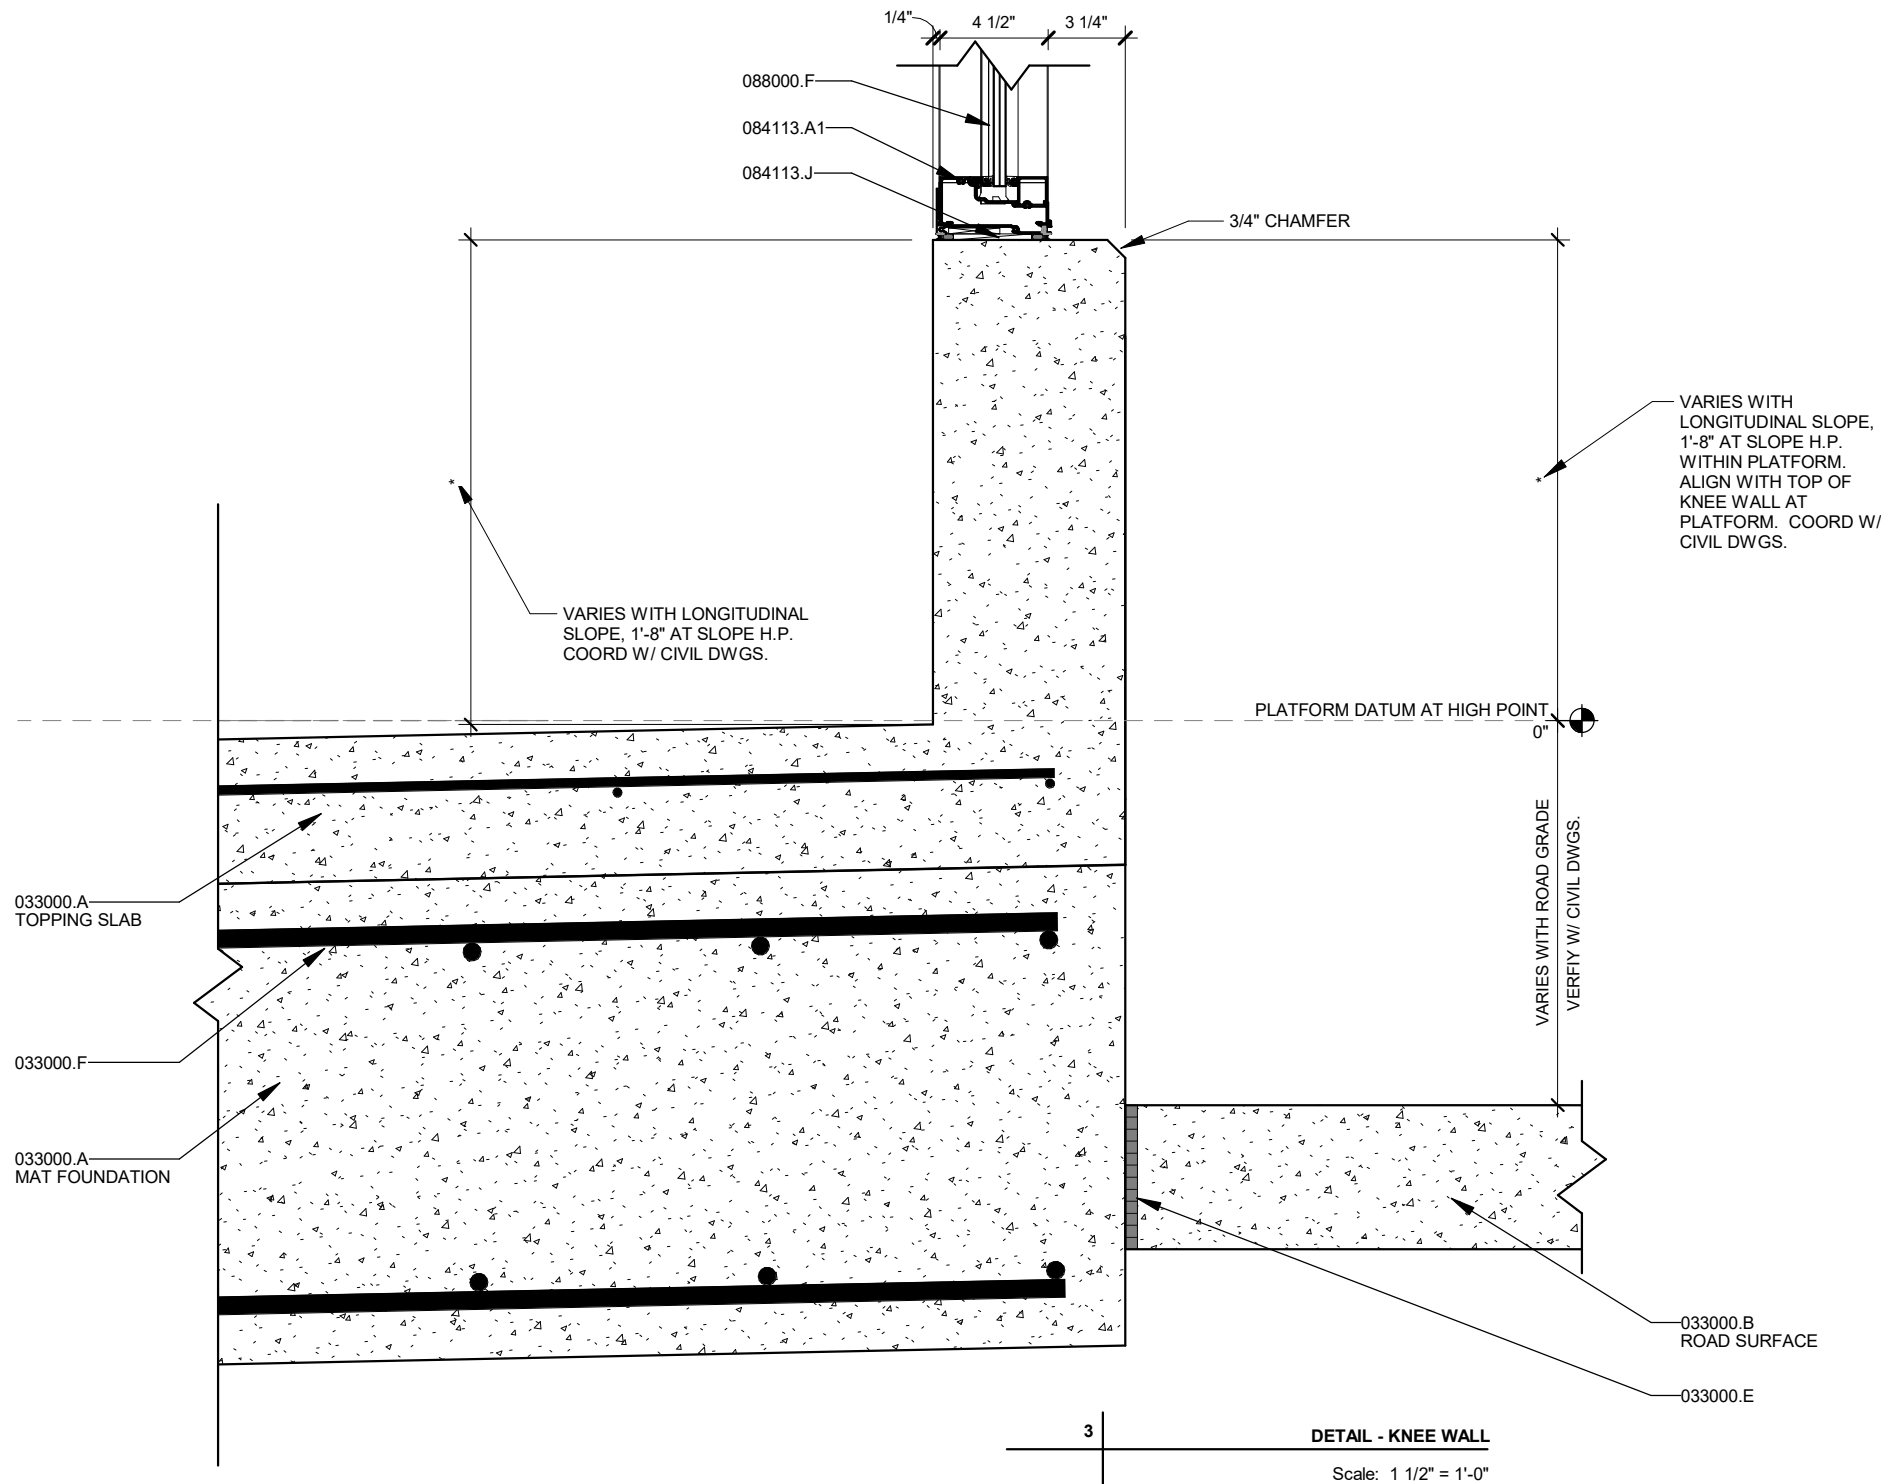 1/4"
4 1/2"
3 1/4"
088000.F
084113.A1
084113.J
3/4" CHAMFER
*
VARIES WITH LONGITUDINAL
SLOPE, 1'-8" AT SLOPE H.P.
COORD W/ CIVIL DWGS.
*
VARIES WITH
LONGITUDINAL SLOPE,
1'-8" AT SLOPE H.P.
WITHIN PLATFORM.
ALIGN WITH TOP OF
KNEE WALL AT
PLATFORM. COORD W/
CIVIL DWGS.
PLATFORM DATUM AT HIGH POINT
0"
VARIES WITH ROAD GRADE
VERFIY W/ CIVIL DWGS.
033000.A
TOPPING SLAB
033000.F
033000.A
MAT FOUNDATION
033000.B
ROAD SURFACE
033000.E
3
DETAIL - KNEE WALL
Scale: 1 1/2" = 1'-0"